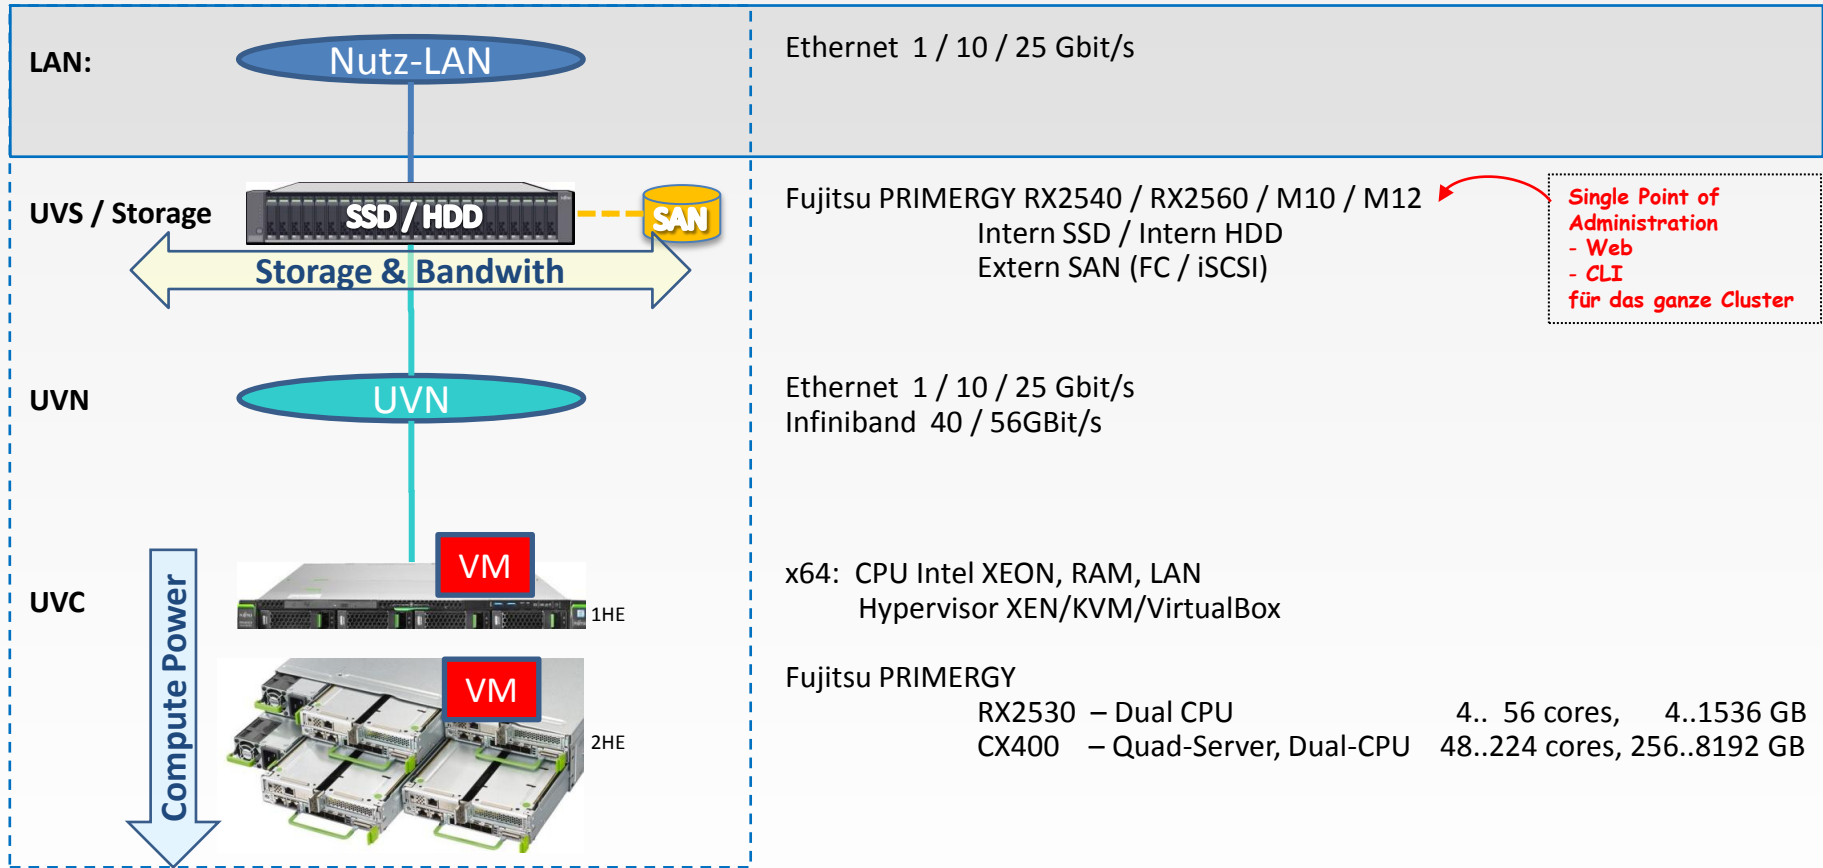 LAN:
Nutz-LAN
Ethernet 1 / 10 / 25 Gbit/s
UVS / Storage
SSD / HDD
SAN
Storage & Bandwith
Fujitsu PRIMERGY RX2540 / RX2560 / M10 / M12
Intern SSD / Intern HDD
Extern SAN (FC / iSCSI)
Single Point of
Administration
- Web
- CLI
für das ganze Cluster
UVN
UVN
Ethernet 1 / 10 / 25 Gbit/s
Infiniband 40 / 56GBit/s
UVC
Compute Power
VM
1HE
VM
2HE
x64: CPU Intel XEON, RAM, LAN
Hypervisor XEN/KVM/VirtualBox
Fujitsu PRIMERGY
RX2530 – Dual CPU 4.. 56 cores, 4..1536 GB
CX400 – Quad-Server, Dual-CPU 48..224 cores, 256..8192 GB